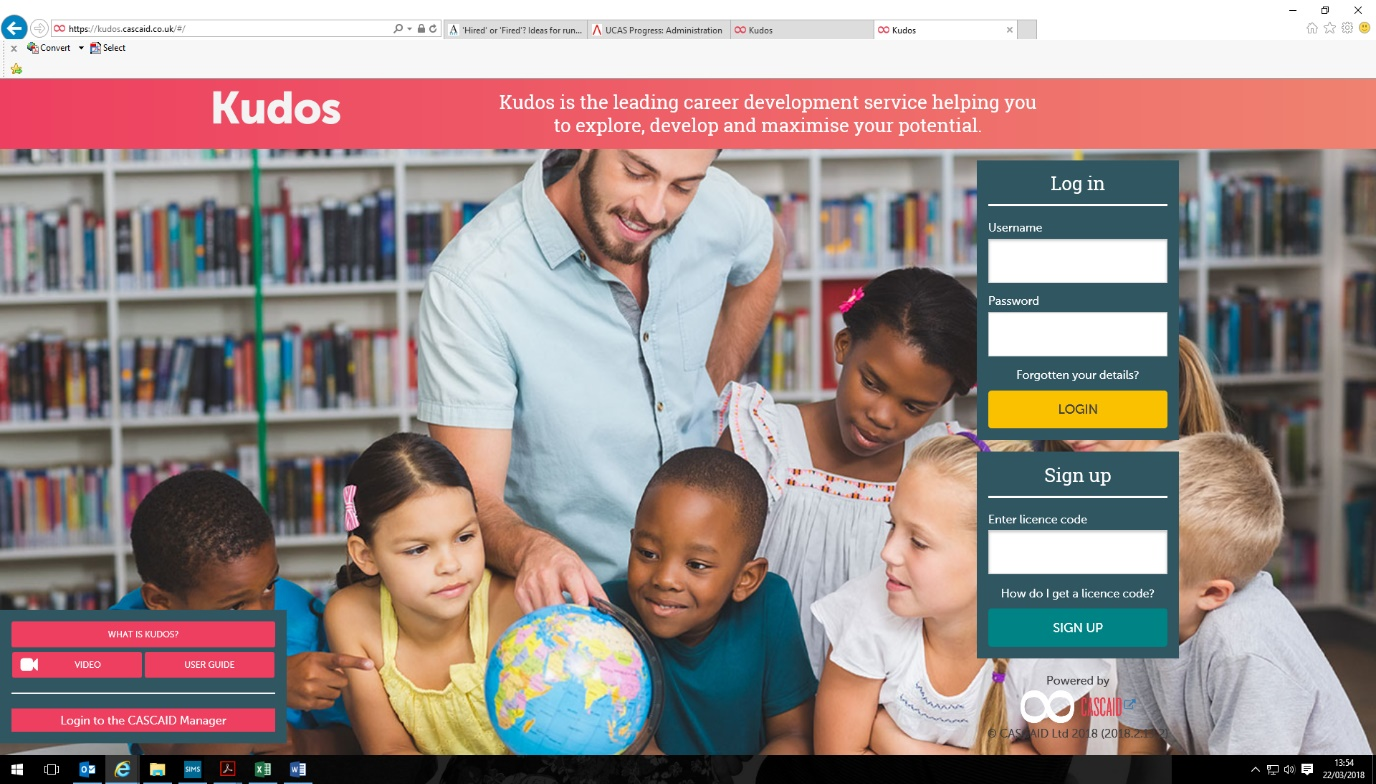 https://kudos.cascaid.co.uk/#/
'Hired' or 'Fired'? Ideas for run...
UCAS Progress: Administration
Kudos
Kudos
x Convert Select
Kudos
Kudos is the leading career development service helping you
to explore, develop and maximise your potential.
Log in
Username
Password
Forgotten your details?
LOGIN
Sign up
Enter licence code
How do I get a licence code?
SIGN UP
Powered by
CASCAID
© CASCAID Ltd 2018
WHAT IS KUDOS?
VIDEO
USER GUIDE
Login to the CASCAID Manager
SIMS
13:54
22/03/2018